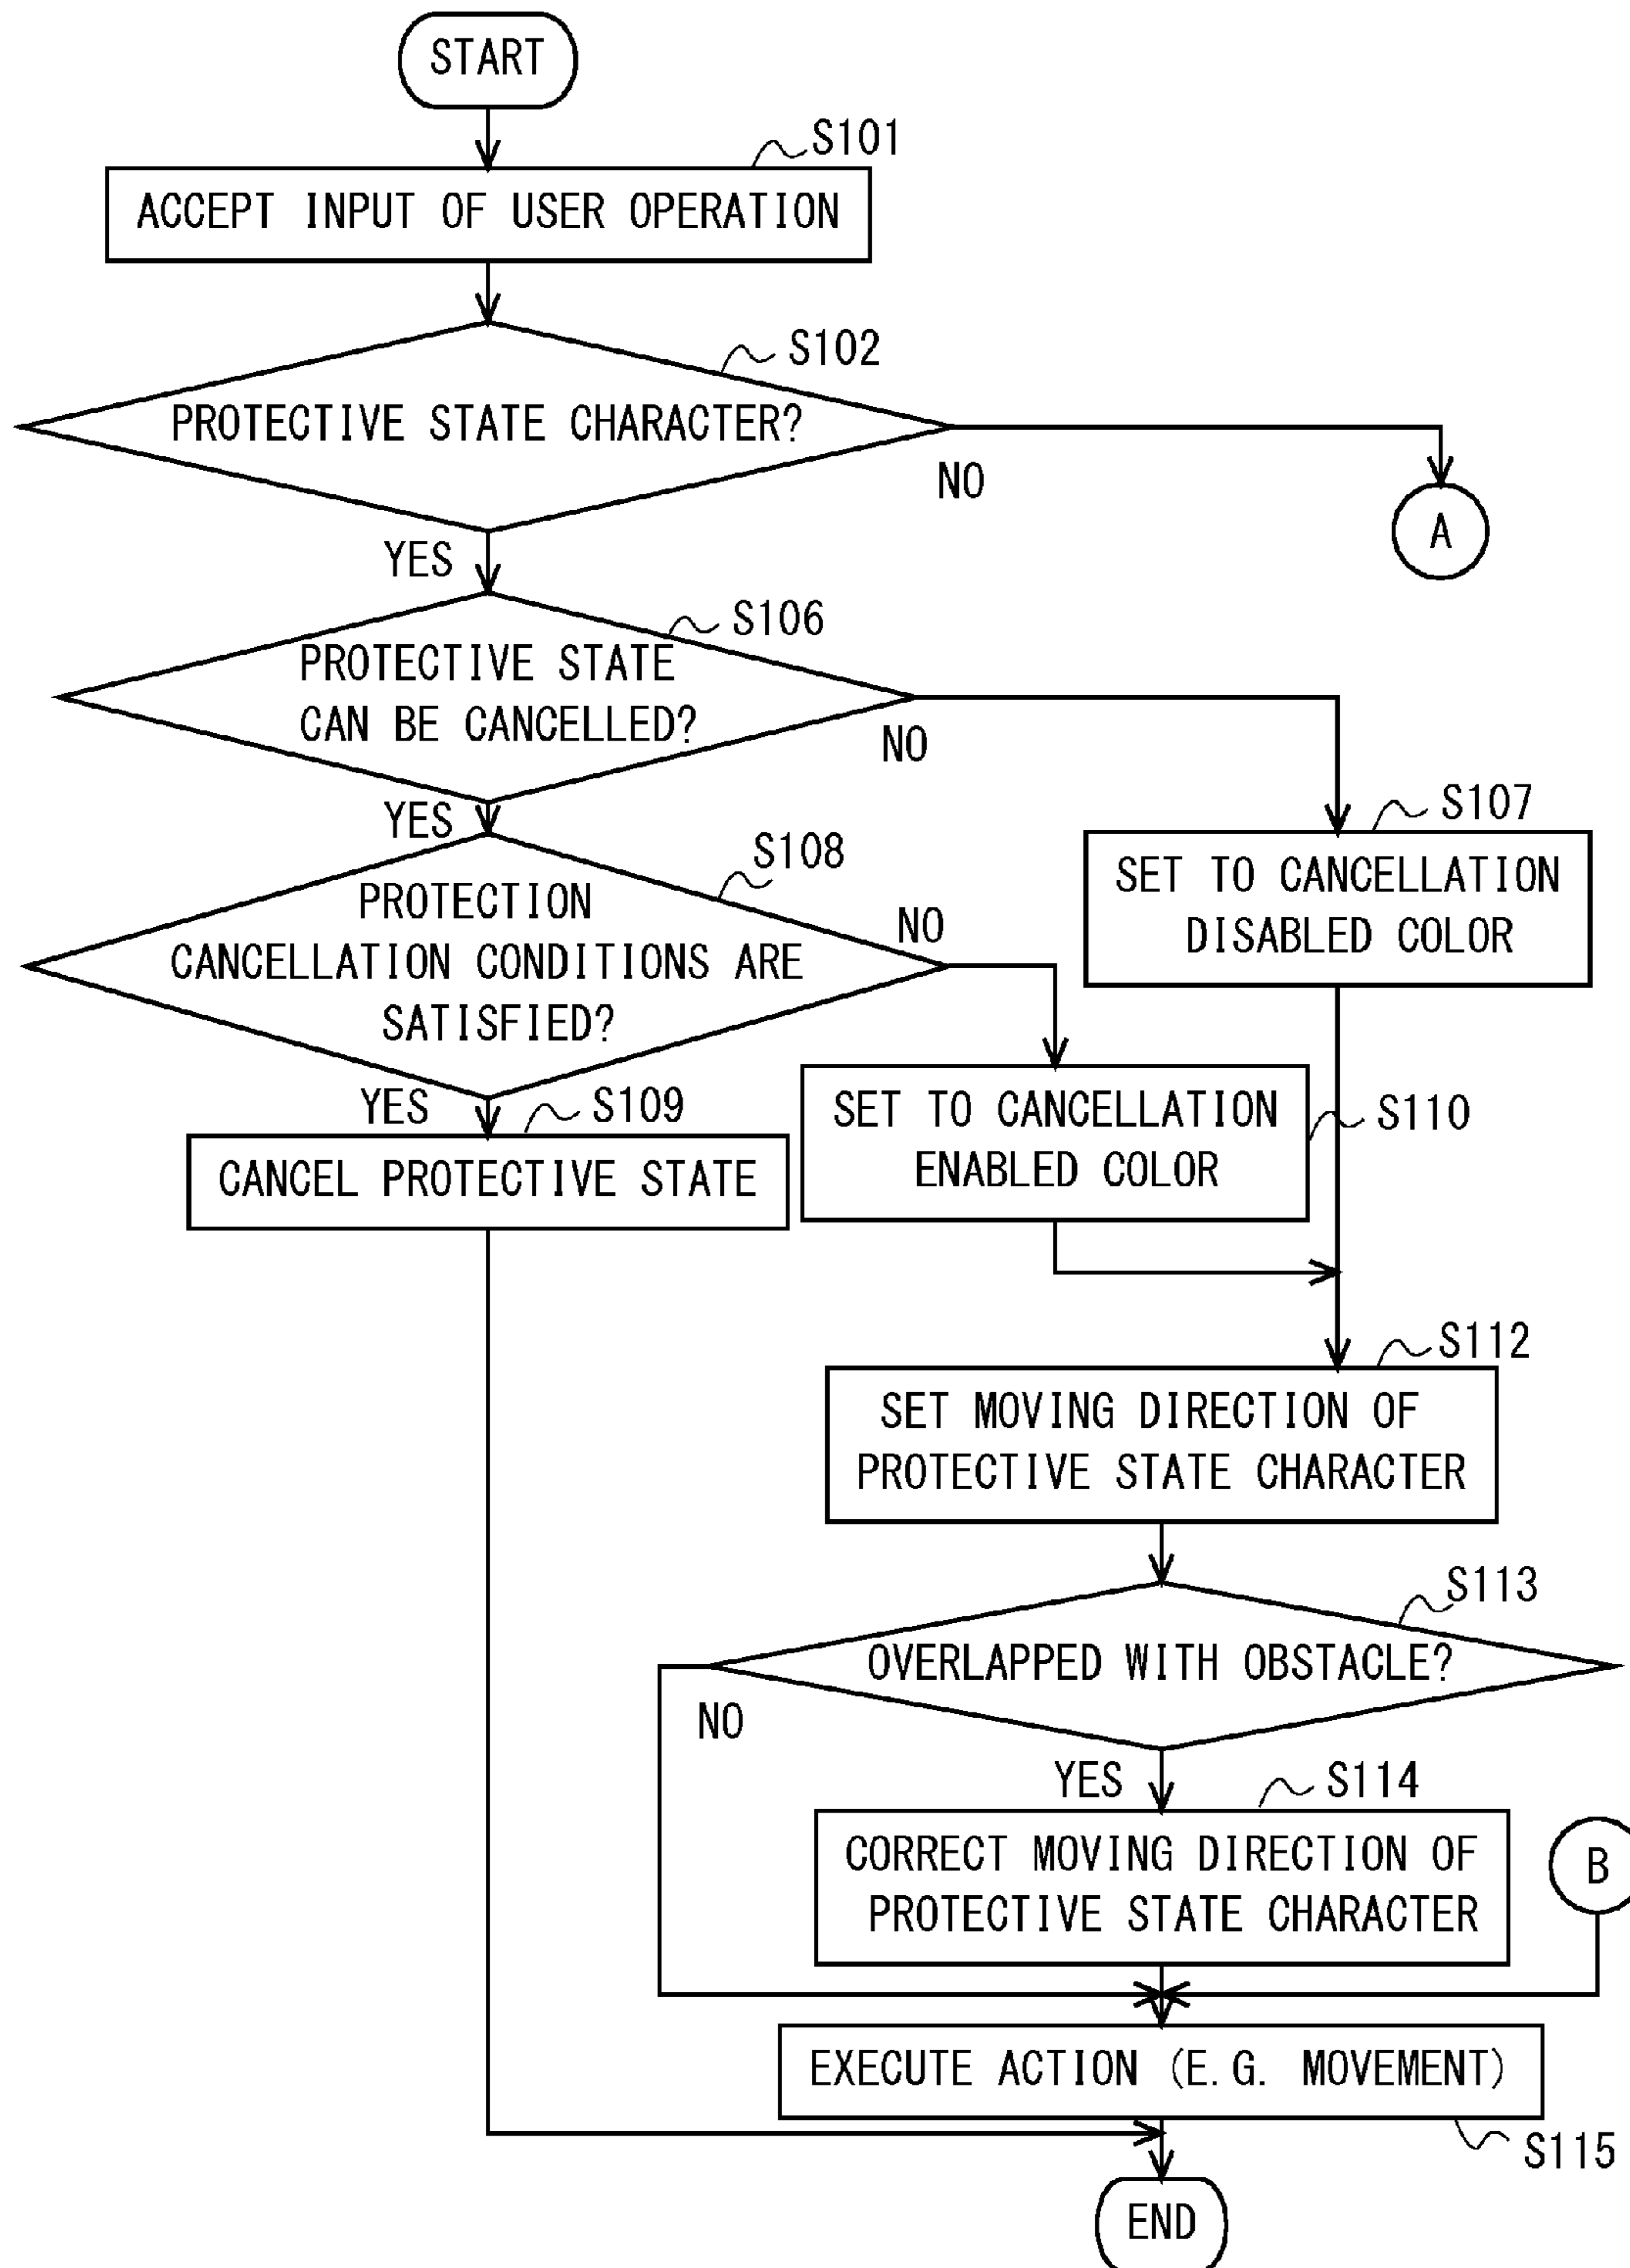 START
S101
ACCEPT INPUT OF USER OPERATION
S102
PROTECTIVE STATE CHARACTER?
NO
A
YES
S106
PROTECTIVE STATE
CAN BE CANCELLED?
NO
YES
S107
SET TO CANCELLATION
DISABLED COLOR
S108
PROTECTION
CANCELLATION CONDITIONS ARE
SATISFIED?
NO
YES
S109
CANCEL PROTECTIVE STATE
SET TO CANCELLATION
ENABLED COLOR
S110
S112
SET MOVING DIRECTION OF
PROTECTIVE STATE CHARACTER
S113
OVERLAPPED WITH OBSTACLE?
NO
YES
S114
CORRECT MOVING DIRECTION OF
PROTECTIVE STATE CHARACTER
B
EXECUTE ACTION (E.G. MOVEMENT)
S115
END